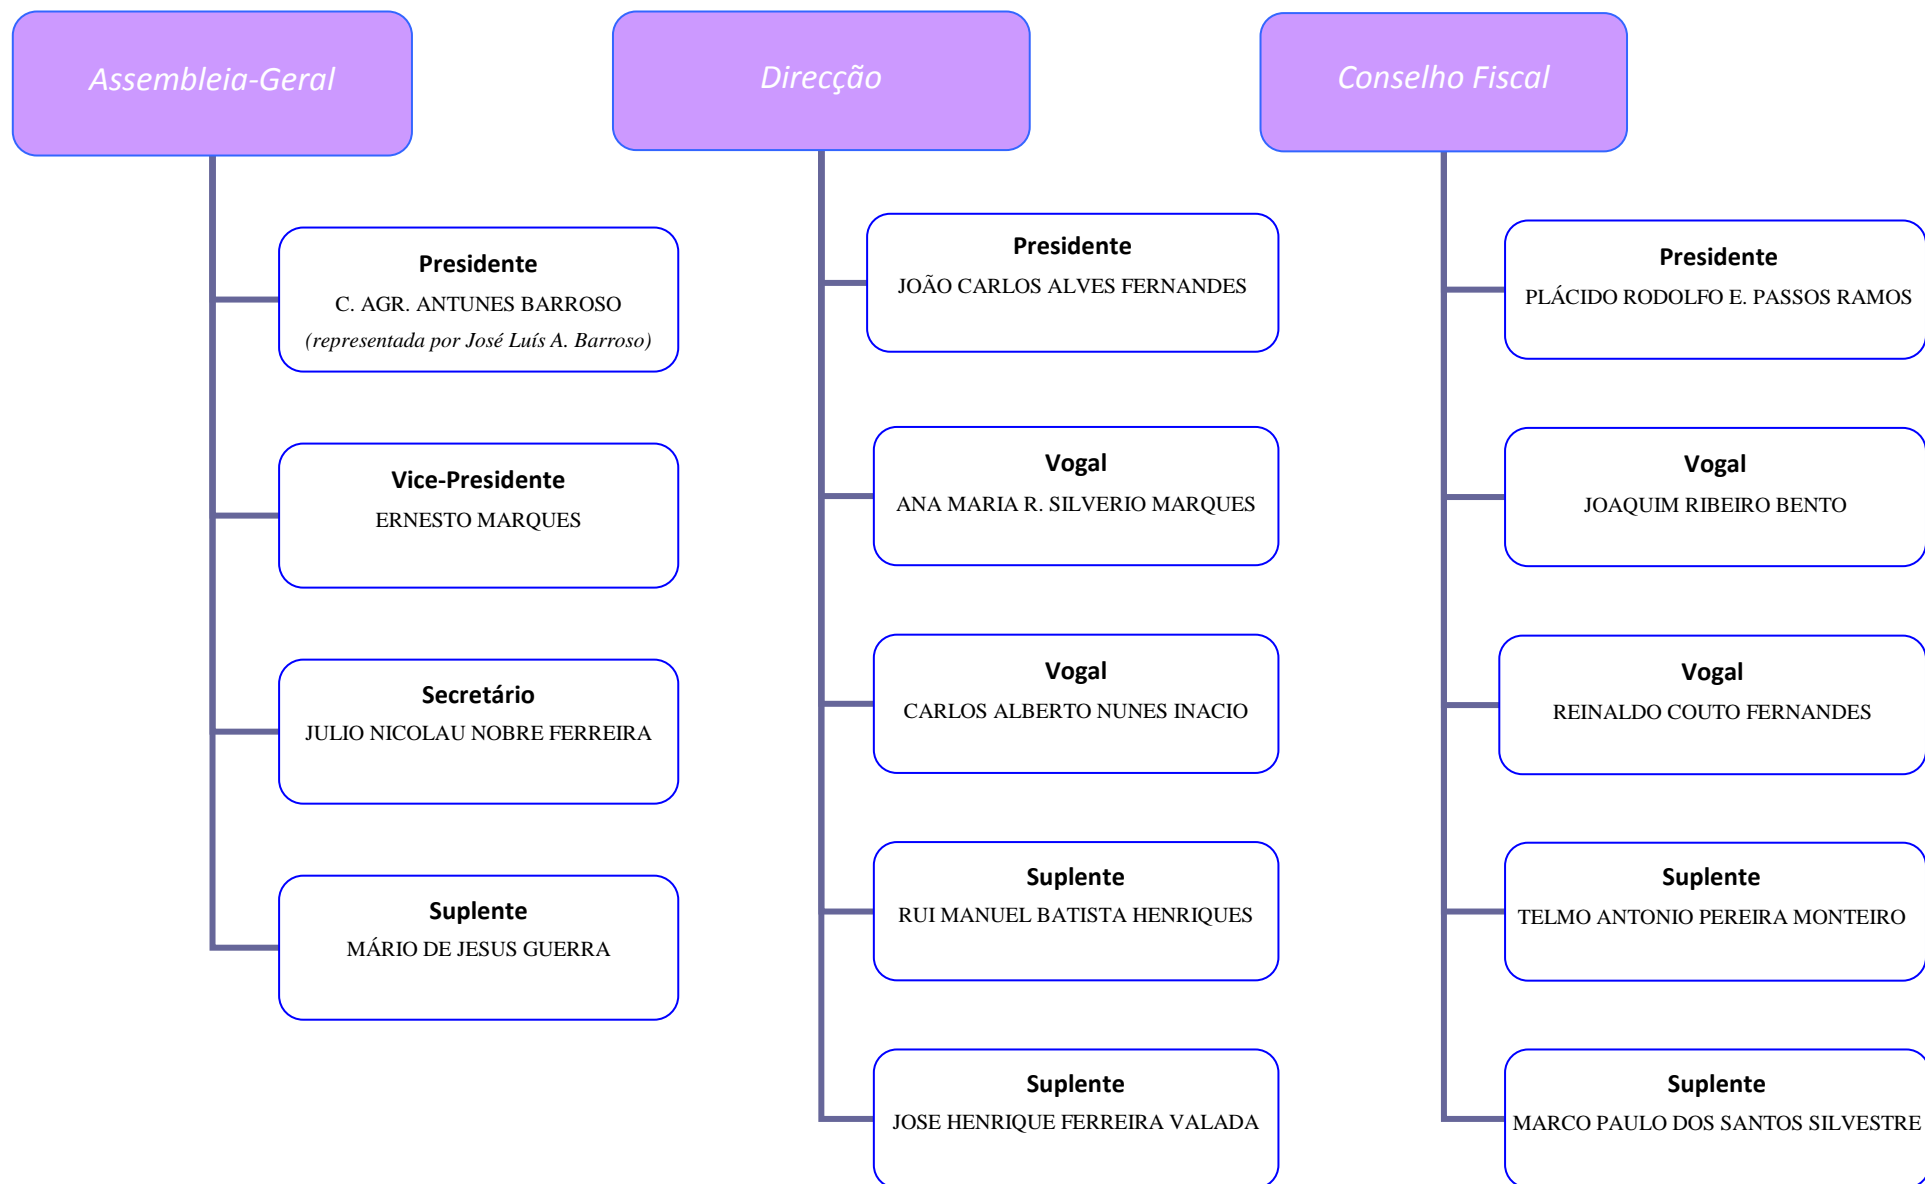 Assembleia-Geral
Presidente
C. AGR. ANTUNES BARROSO
(representada por José Luís A. Barroso)
Vice-Presidente
ERNESTO MARQUES
Secretário
JULIO NICOLAU NOBRE FERREIRA
Suplente
MÁRIO DE JESUS GUERRA
Direcção
Presidente
JOÃO CARLOS ALVES FERNANDES
Vogal
ANA MARIA R. SILVERIO MARQUES
Vogal
CARLOS ALBERTO NUNES INACIO
Suplente
RUI MANUEL BATISTA HENRIQUES
Suplente
JOSE HENRIQUE FERREIRA VALADA
Conselho Fiscal
Presidente
PLÁCIDO RODOLFO E. PASSOS RAMOS
Vogal
JOAQUIM RIBEIRO BENTO
Vogal
REINALDO COUTO FERNANDES
Suplente
TELMO ANTONIO PEREIRA MONTEIRO
Suplente
MARCO PAULO DOS SANTOS SILVESTRE